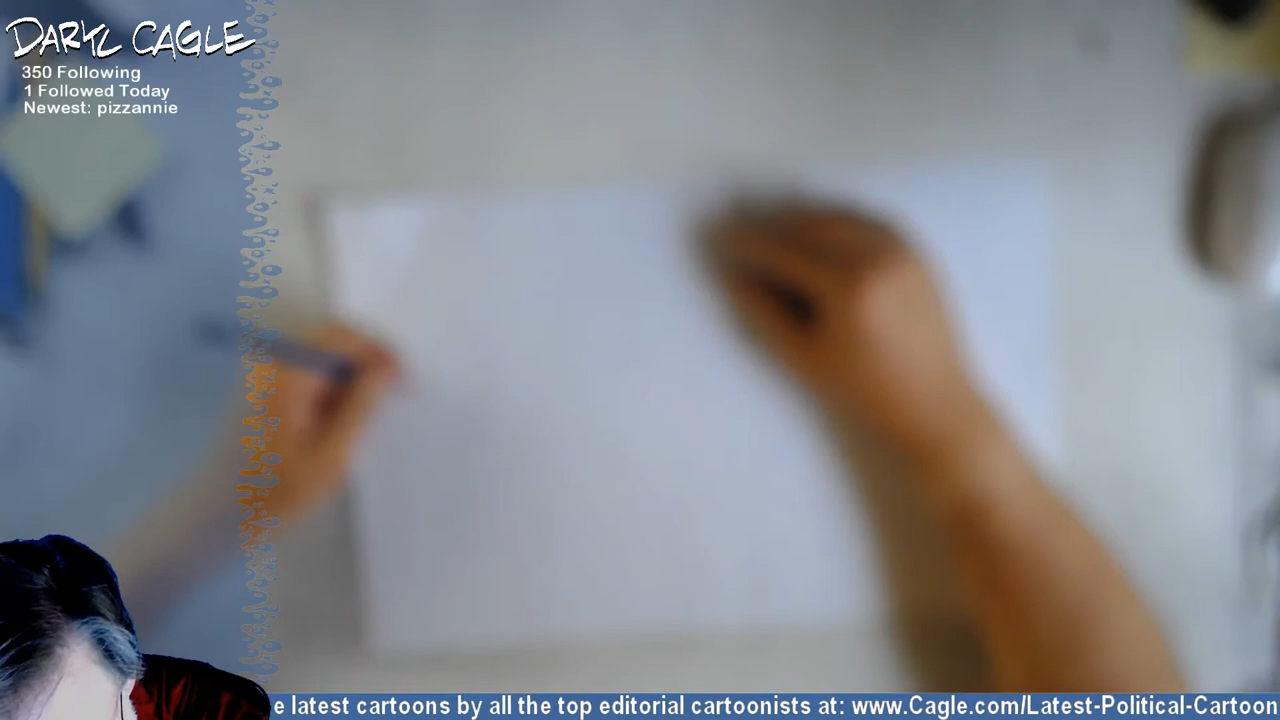 DARYL CAGLE
350 Following
1 Followed Today
Newest: pizzannie
e latest cartoons by all the top editorial cartoonists at: www.Cagle.com/Latest-Political-Cartoon